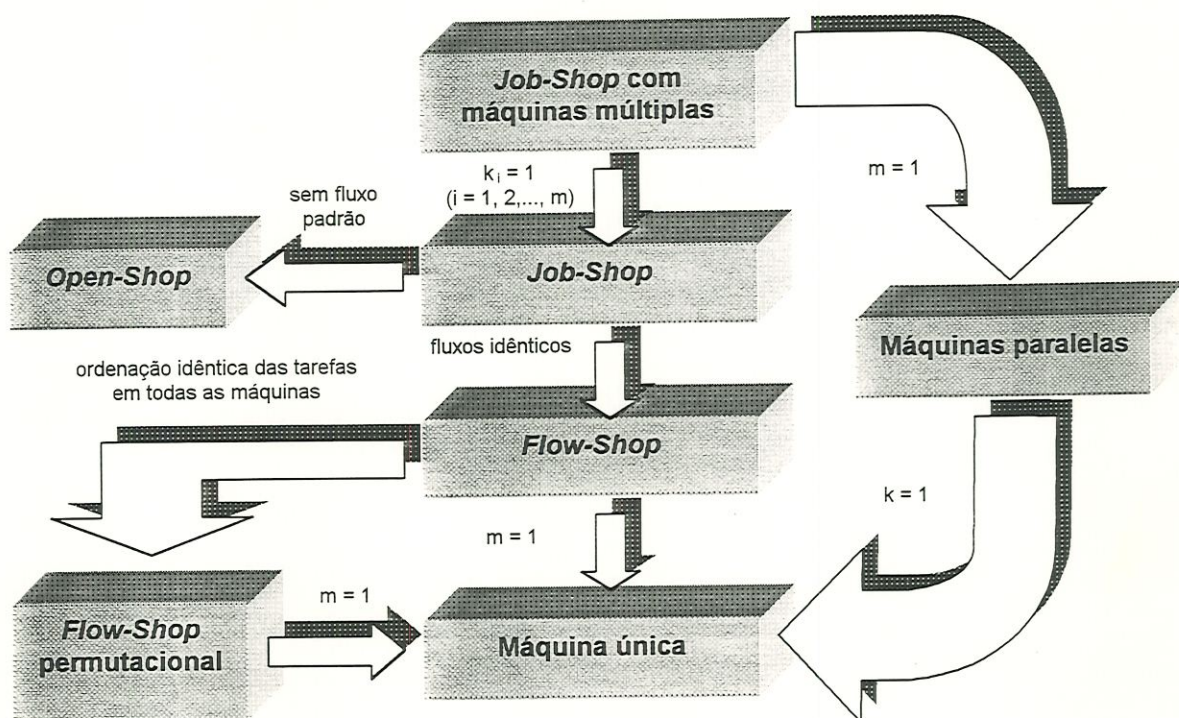 Job-Shop com
máquinas múltiplas
k i = 1
(i = 1, 2,..., m)
m = 1
sem fluxo
padrão
Open-Shop
Job-Shop
fluxos idênticos
Máquinas paralelas
ordenação idêntica das tarefas
em todas as máquinas
Flow-Shop
k = 1
m = 1
Flow-Shop
permutacional
m = 1
Máquina única